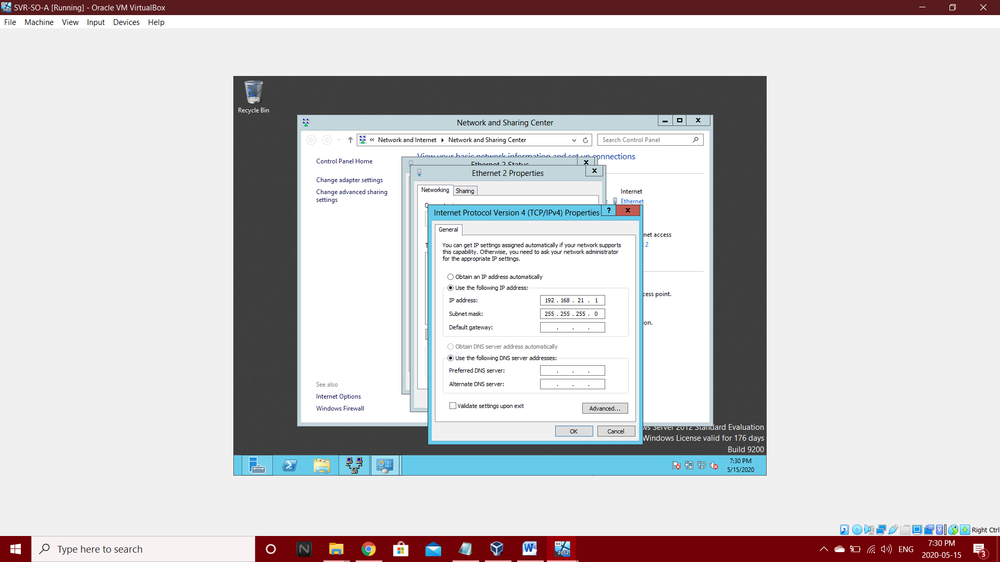 SVR-SO-A [Running] - Oracle VM VirtualBox
File Machine View Input Devices Help
Recycle Bin
Network and Sharing Center
« Network and Internet Network and Sharing Center
Search Control Panel
Control Panel Home
Change adapter settings
Change advanced sharing
settings
See also
Internet Options
Windows Firewall
View your basic network information and set up connections
Ethernet 2 Status
Ethernet 2 Properties
Networking Sharing
Internet
Ethernet
net access
2
cess point.
ion.
Internet Protocol Version 4 (TCP/IPv4) Properties ?
General
You can get IP settings assigned automatically if your network supports
this capability. Otherwise, you need to ask your network administrator
for the appropriate IP settings.
Obtain an IP address automatically
Use the following IP address:
IP address: 192 . 168 . 21 . 1
Subnet mask: 255 . 255 . 255 . 0
Default gateway: . . .
Obtain DNS server address automatically
Use the following DNS server addresses:
Preferred DNS server: . . .
Alternate DNS server: . . .
Validate settings upon exit
Advanced...
OK Cancel
ws Server 2012 Standard Evaluation
Windows License valid for 176 days
Build 9200
7:30 PM
5/15/2020
Right Ctrl
Type here to search
64
2012
ENG
7:30 PM
2020-05-15
3